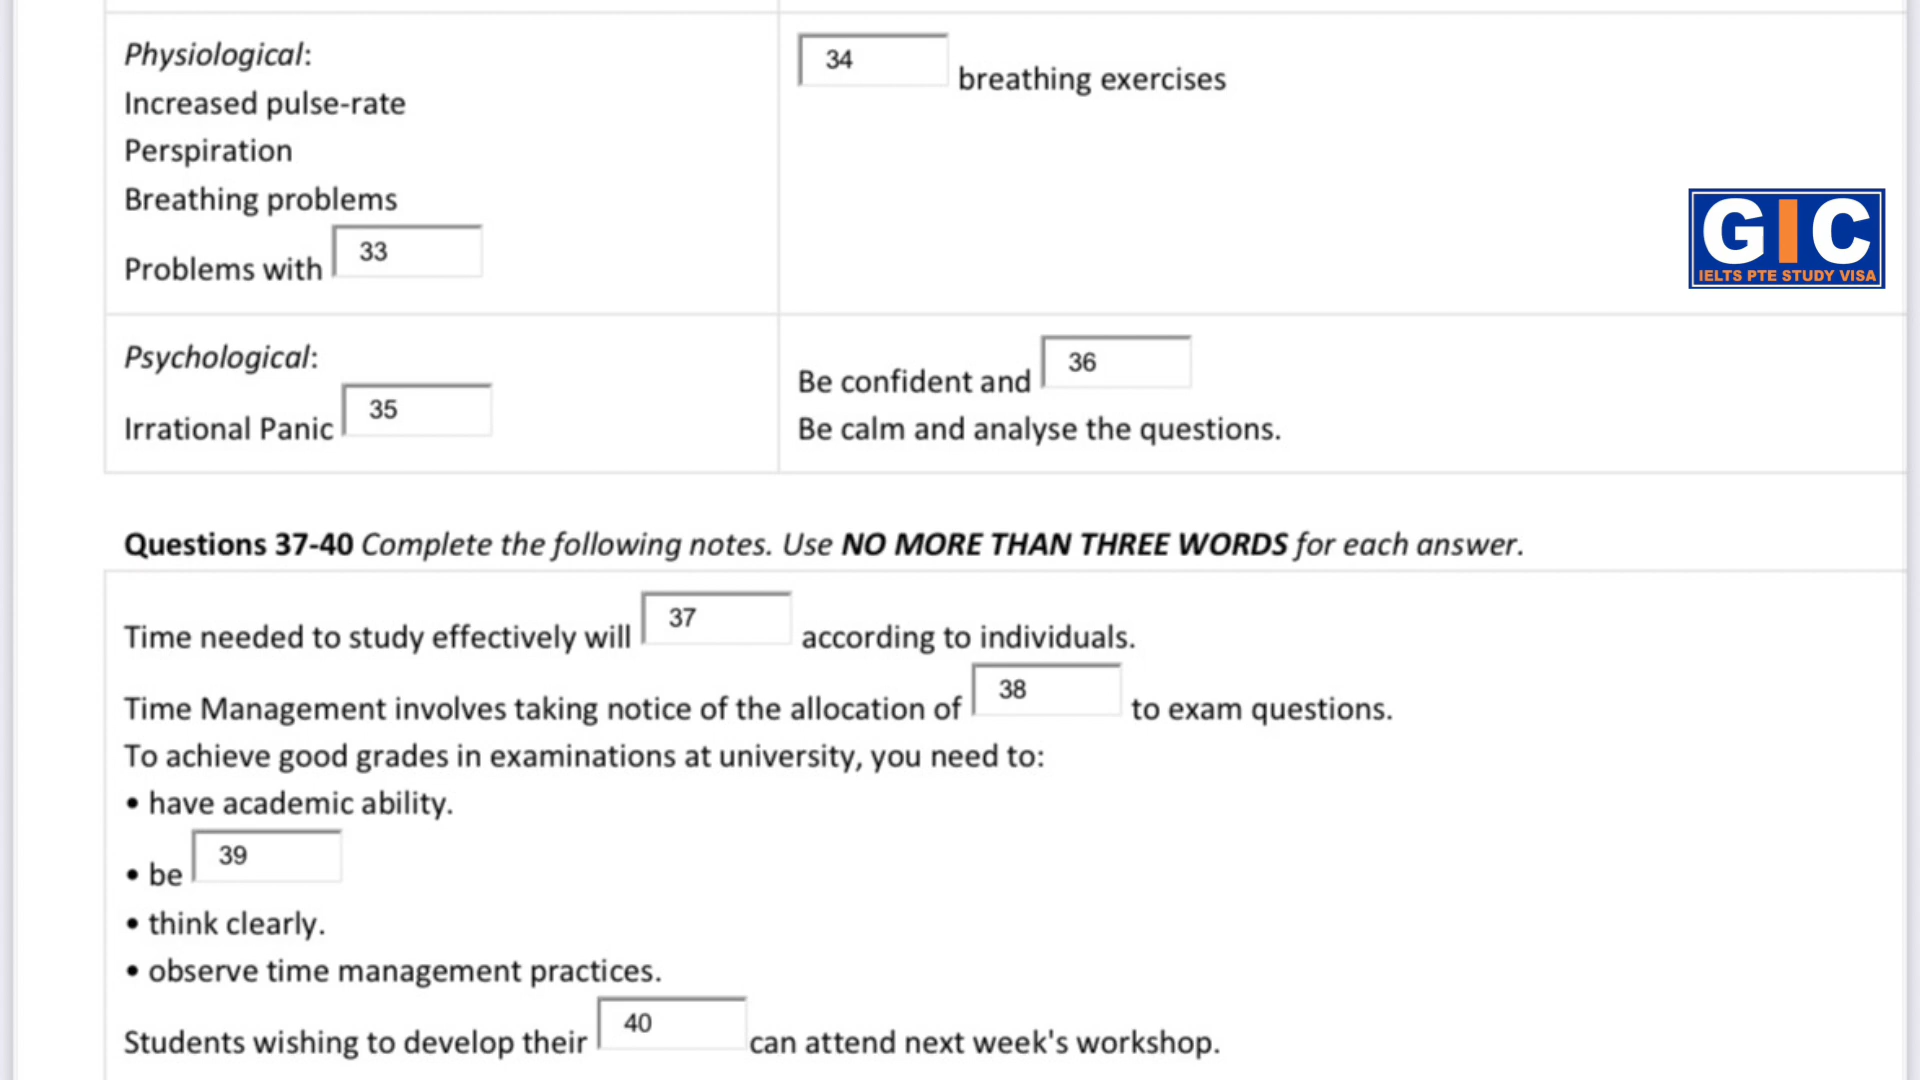 Physiological:
Increased pulse-rate
Perspiration
Breathing problems
Problems with 33
34 breathing exercises
GIC
IELTS PTE STUDY VISA
Psychological:
Irrational Panic 35
Be confident and 36
Be calm and analyse the questions.
Questions 37-40 Complete the following notes. Use NO MORE THAN THREE WORDS for each answer.
Time needed to study effectively will 37 according to individuals.
Time Management involves taking notice of the allocation of 38 to exam questions.
To achieve good grades in examinations at university, you need to:
• have academic ability.
• be 39
• think clearly.
• observe time management practices.
Students wishing to develop their 40 can attend next week's workshop.